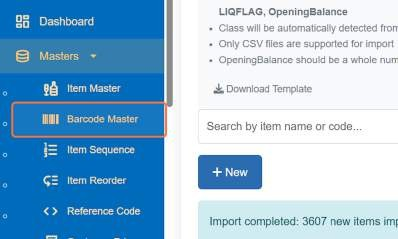 Dashboard
Masters
Item Master
Barcode Master
Item Sequence
Item Reorder
Reference Code
LIQFLAG, OpeningBalance
• Class will be automatically detected from
• Only CSV files are supported for import
• OpeningBalance should be a whole num
Download Template
Search by item name or code...
+ New
Import completed: 3607 new items imp